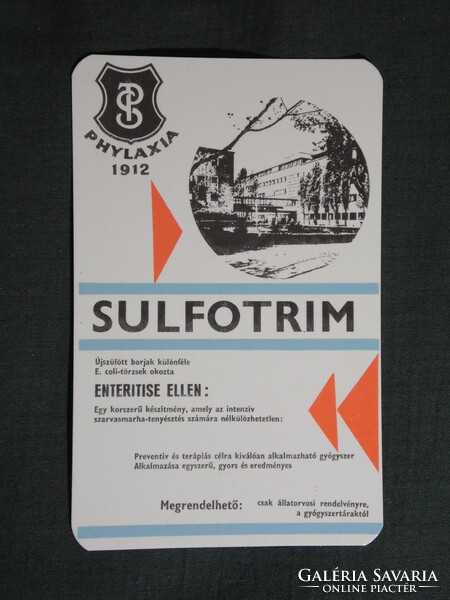 PS
PHYLAXIA
1912
SULFOTRIM
Újszülött borjak különféle
E. coli-törzsek okozta
ENTERITISE ELLEN:
Egy korszerű készítmény, amely az intenzív
szarvasmarha-tenyésztés számára nélkülözhetetlen:
Preventiv és terápiás célra kiválóan alkalmazható gyógyszer
Alkalmazása egyszerű, gyors és eredményes
Megrendelhető: csak állatorvosi rendelvényre,
a gyógyszertáraktól
GALÉRIA SAVARIA
ONLINE PIACTÉR